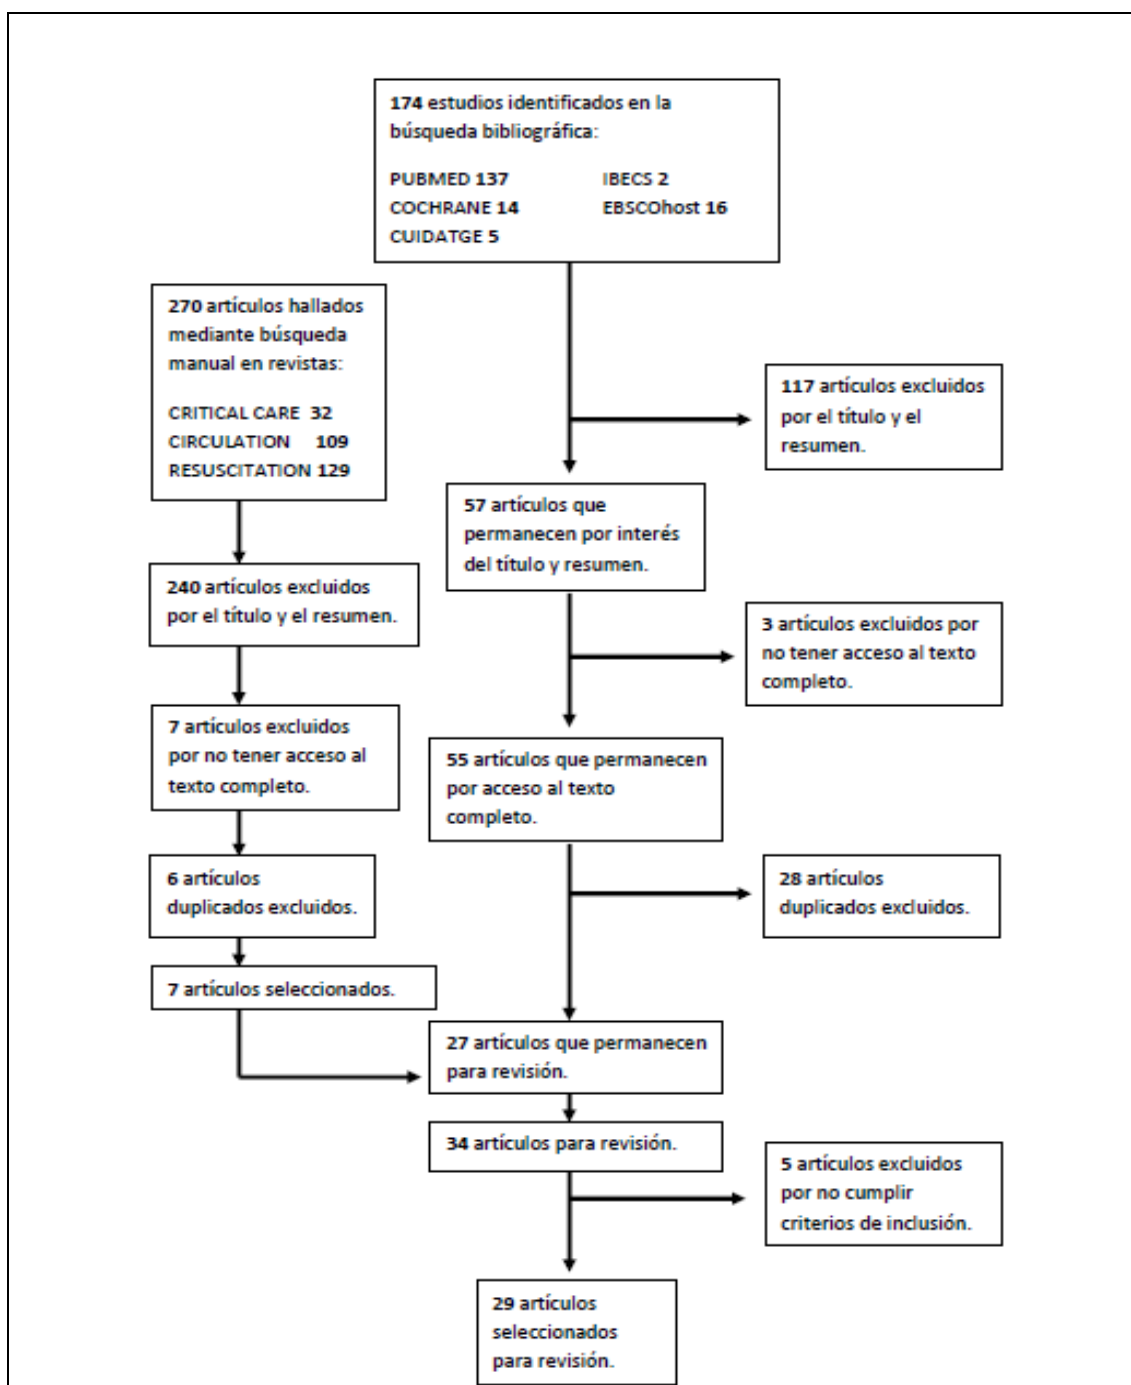 174 estudios identificados en la
búsqueda bibliográfica:
PUBMED 137 IBECS 2
COCHRANE 14 EBSCOhost 16
CUIDATGE 5
270 artículos hallados
mediante búsqueda
manual en revistas:
CRITICAL CARE 32
CIRCULATION 109
RESUSCITATION 129
117 artículos excluidos
por el título y el
resumen.
57 artículos que
permanecen por interés
del título y resumen.
240 artículos excluidos
por el título y el resumen.
3 artículos excluidos por
no tener acceso al texto
completo.
7 artículos excluidos
por no tener acceso al
texto completo.
55 artículos que permanecen
por acceso al texto
completo.
6 artículos
duplicados excluidos.
28 artículos
duplicados excluidos.
7 artículos seleccionados.
27 artículos que permanecen
para revisión.
34 artículos para revisión.
5 artículos excluidos
por no cumplir
criterios de inclusión.
29 artículos
seleccionados
para revisión.